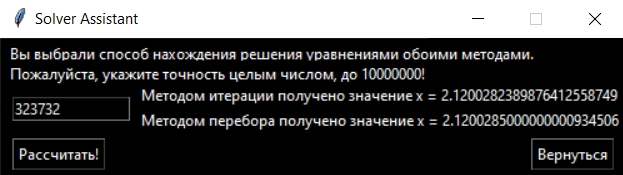 Solver Assistant
Вы выбрали способ нахождения решения уравнениями обоими методами.
Пожалуйста, укажите точность целым числом, до 10000000!
323732
Методом итерации получено значение x = 2.1200282389876412558749
Методом перебора получено значение x = 2.1200285000000000934506
Рассчитать!
Вернуться